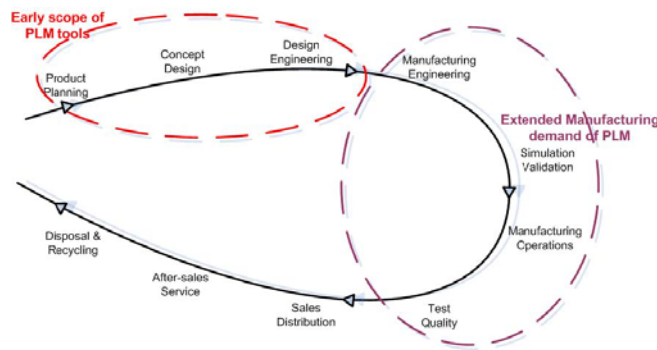 Early scope of
PLM tools
Product
Planning
Concept
Design
Design
Engineering
Manufacturing
Engineering
Extended Manufacturing
demand of PLM
Simulation
Validation
Manufacturing
Operations
Test
Quality
Sales
Distribution
After-sales
Service
Disposal &
Recycling